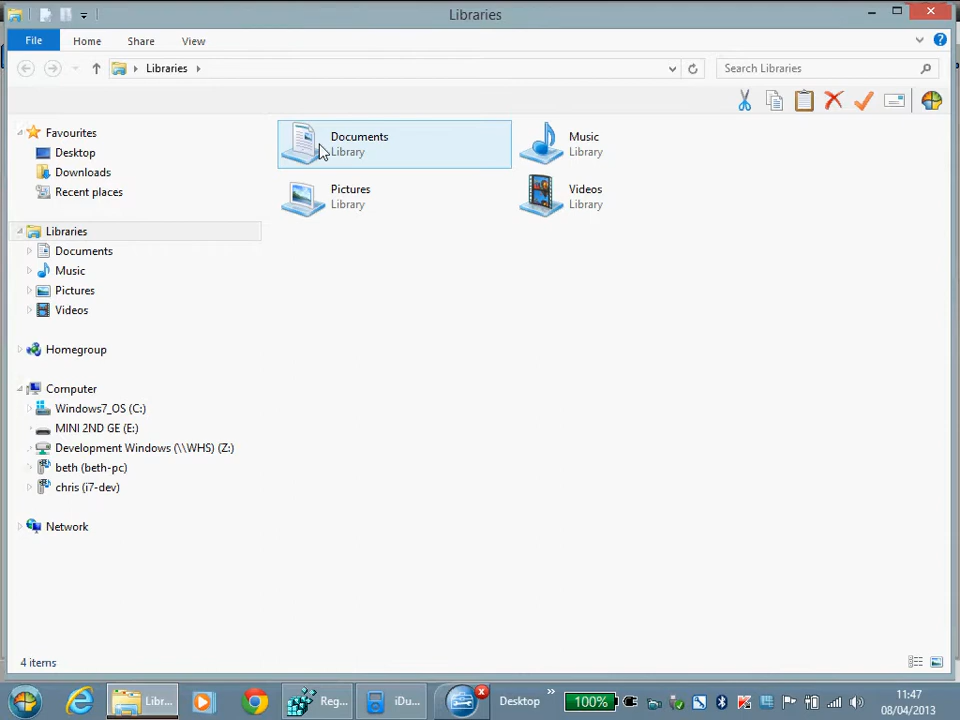 Libraries
File Home Share View
Libraries
Search Libraries
Favourites
Desktop
Downloads
Recent places
Libraries
Documents
Music
Pictures
Videos
Homegroup
Computer
Windows7_OS (C:)
MINI 2ND GE (E:)
Development Windows (\\WHS) (Z:)
beth (beth-pc)
chris (i7-dev)
Network
Documents
Library
Music
Library
Pictures
Library
Videos
Library
4 items
Libr...
Reg...
iDu...
Desktop
100%
11:47
08/04/2013